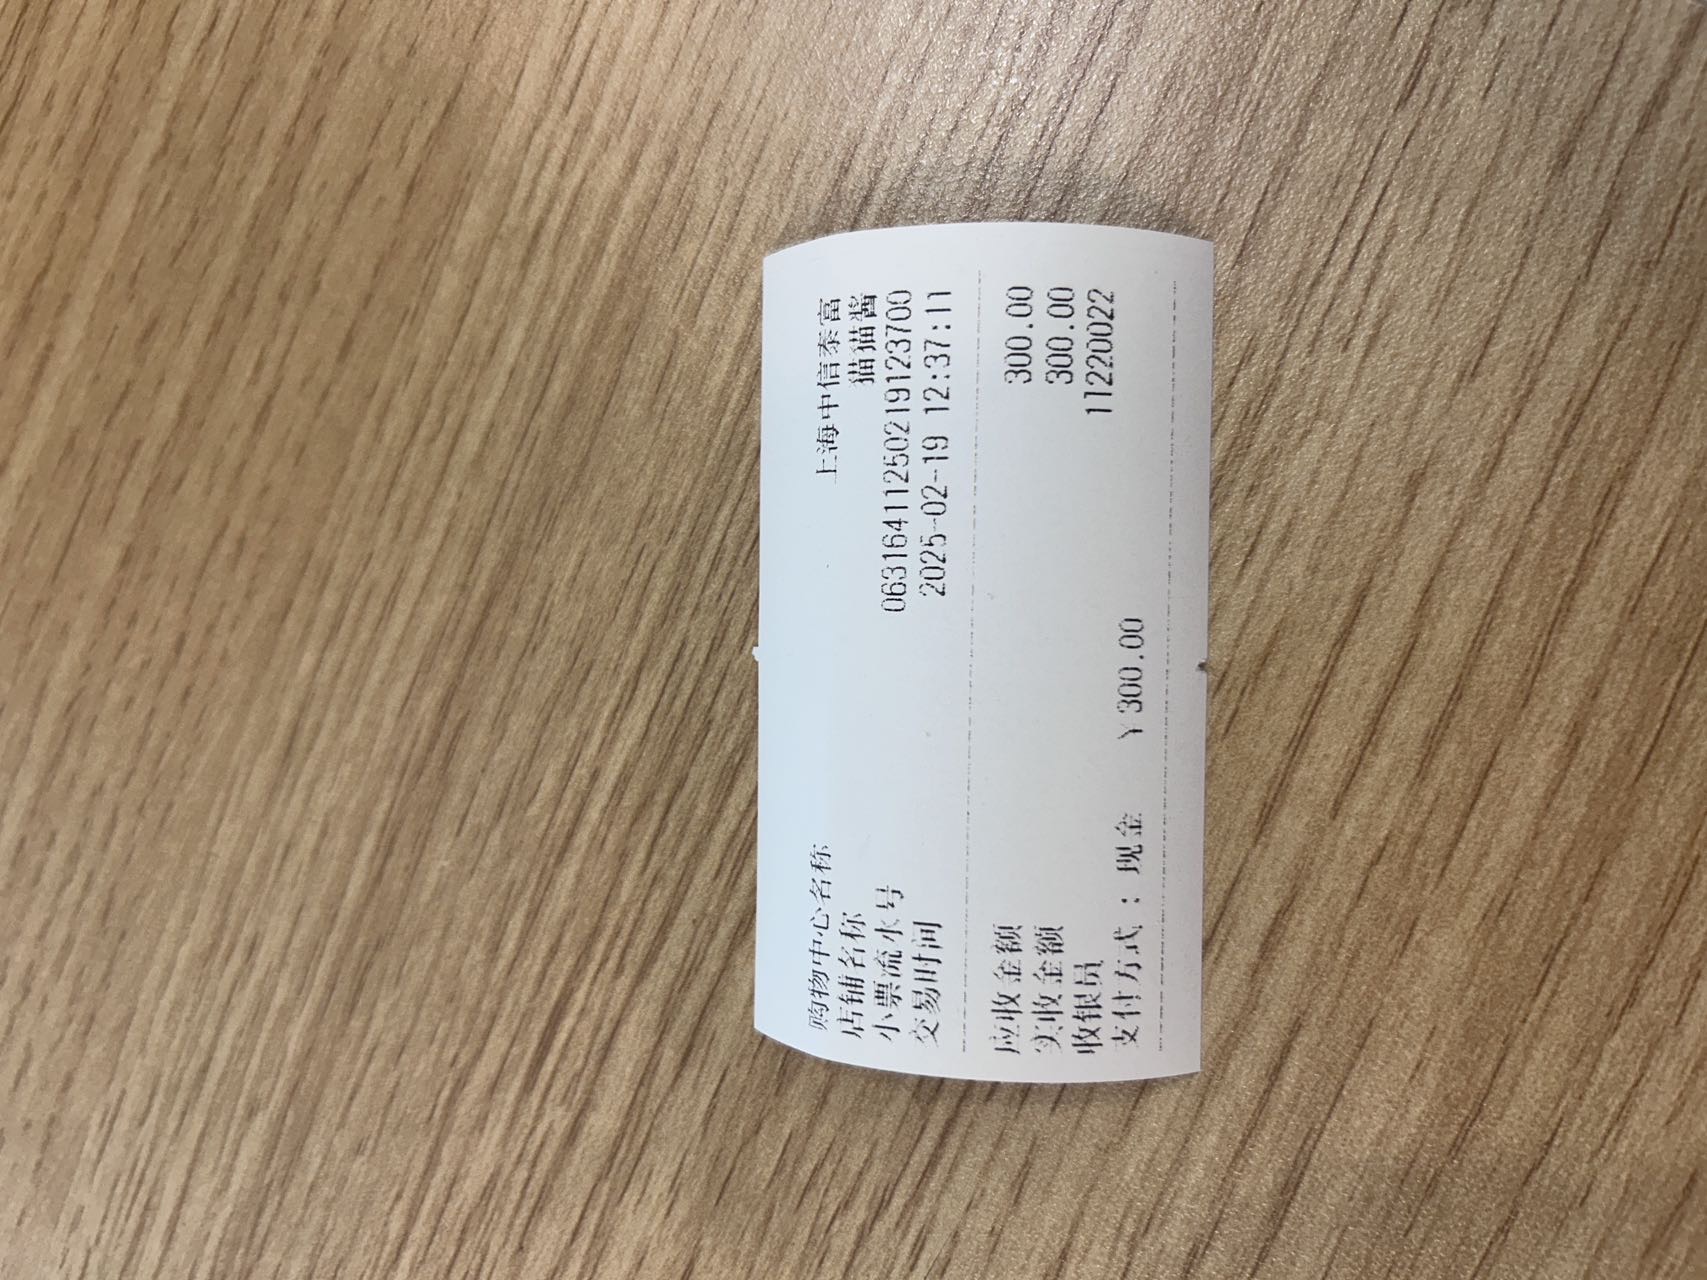 购物中心名称 上海中信泰富
店铺名称 猫猫酱
小票流水号 06316411250219123700
交易时间 2025-02-19 12:37:11
应收金额 300.00
实收金额 300.00
收银员 11220022
支付方式:现金 ¥300.00